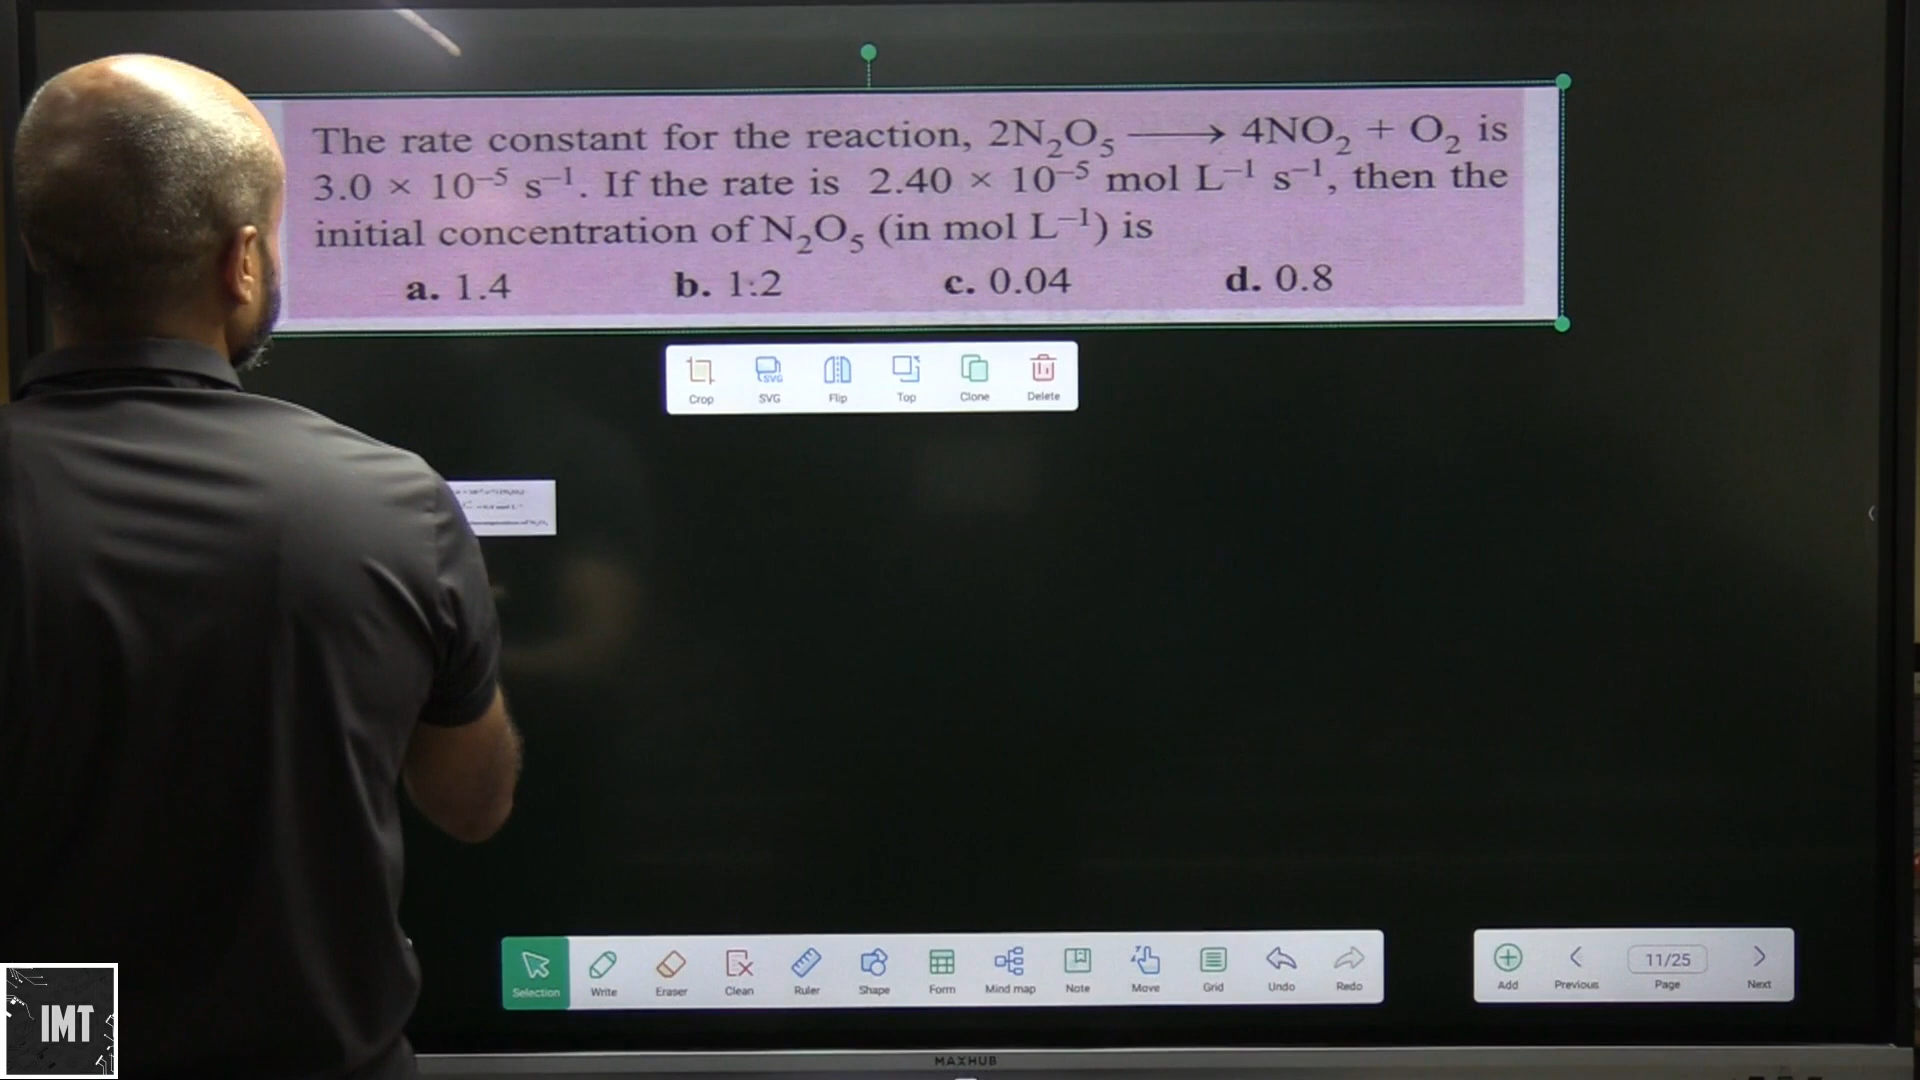 The rate constant for the reaction, 2N₂O₅ ⟶ 4NO₂ + O₂ is
3.0 × 10⁻⁵ s⁻¹. If the rate is 2.40 × 10⁻⁵ mol L⁻¹ s⁻¹, then the
initial concentration of N₂O₅ (in mol L⁻¹) is
a. 1.4 b. 1:2 c. 0.04 d. 0.8
Crop SVG Flip Top Clone Delete
Selection Write Eraser Clean Ruler Shape Form Mind map Note Move Grid Undo Redo
Add Previous 11/25 Page Next
MAXHUB
IMT